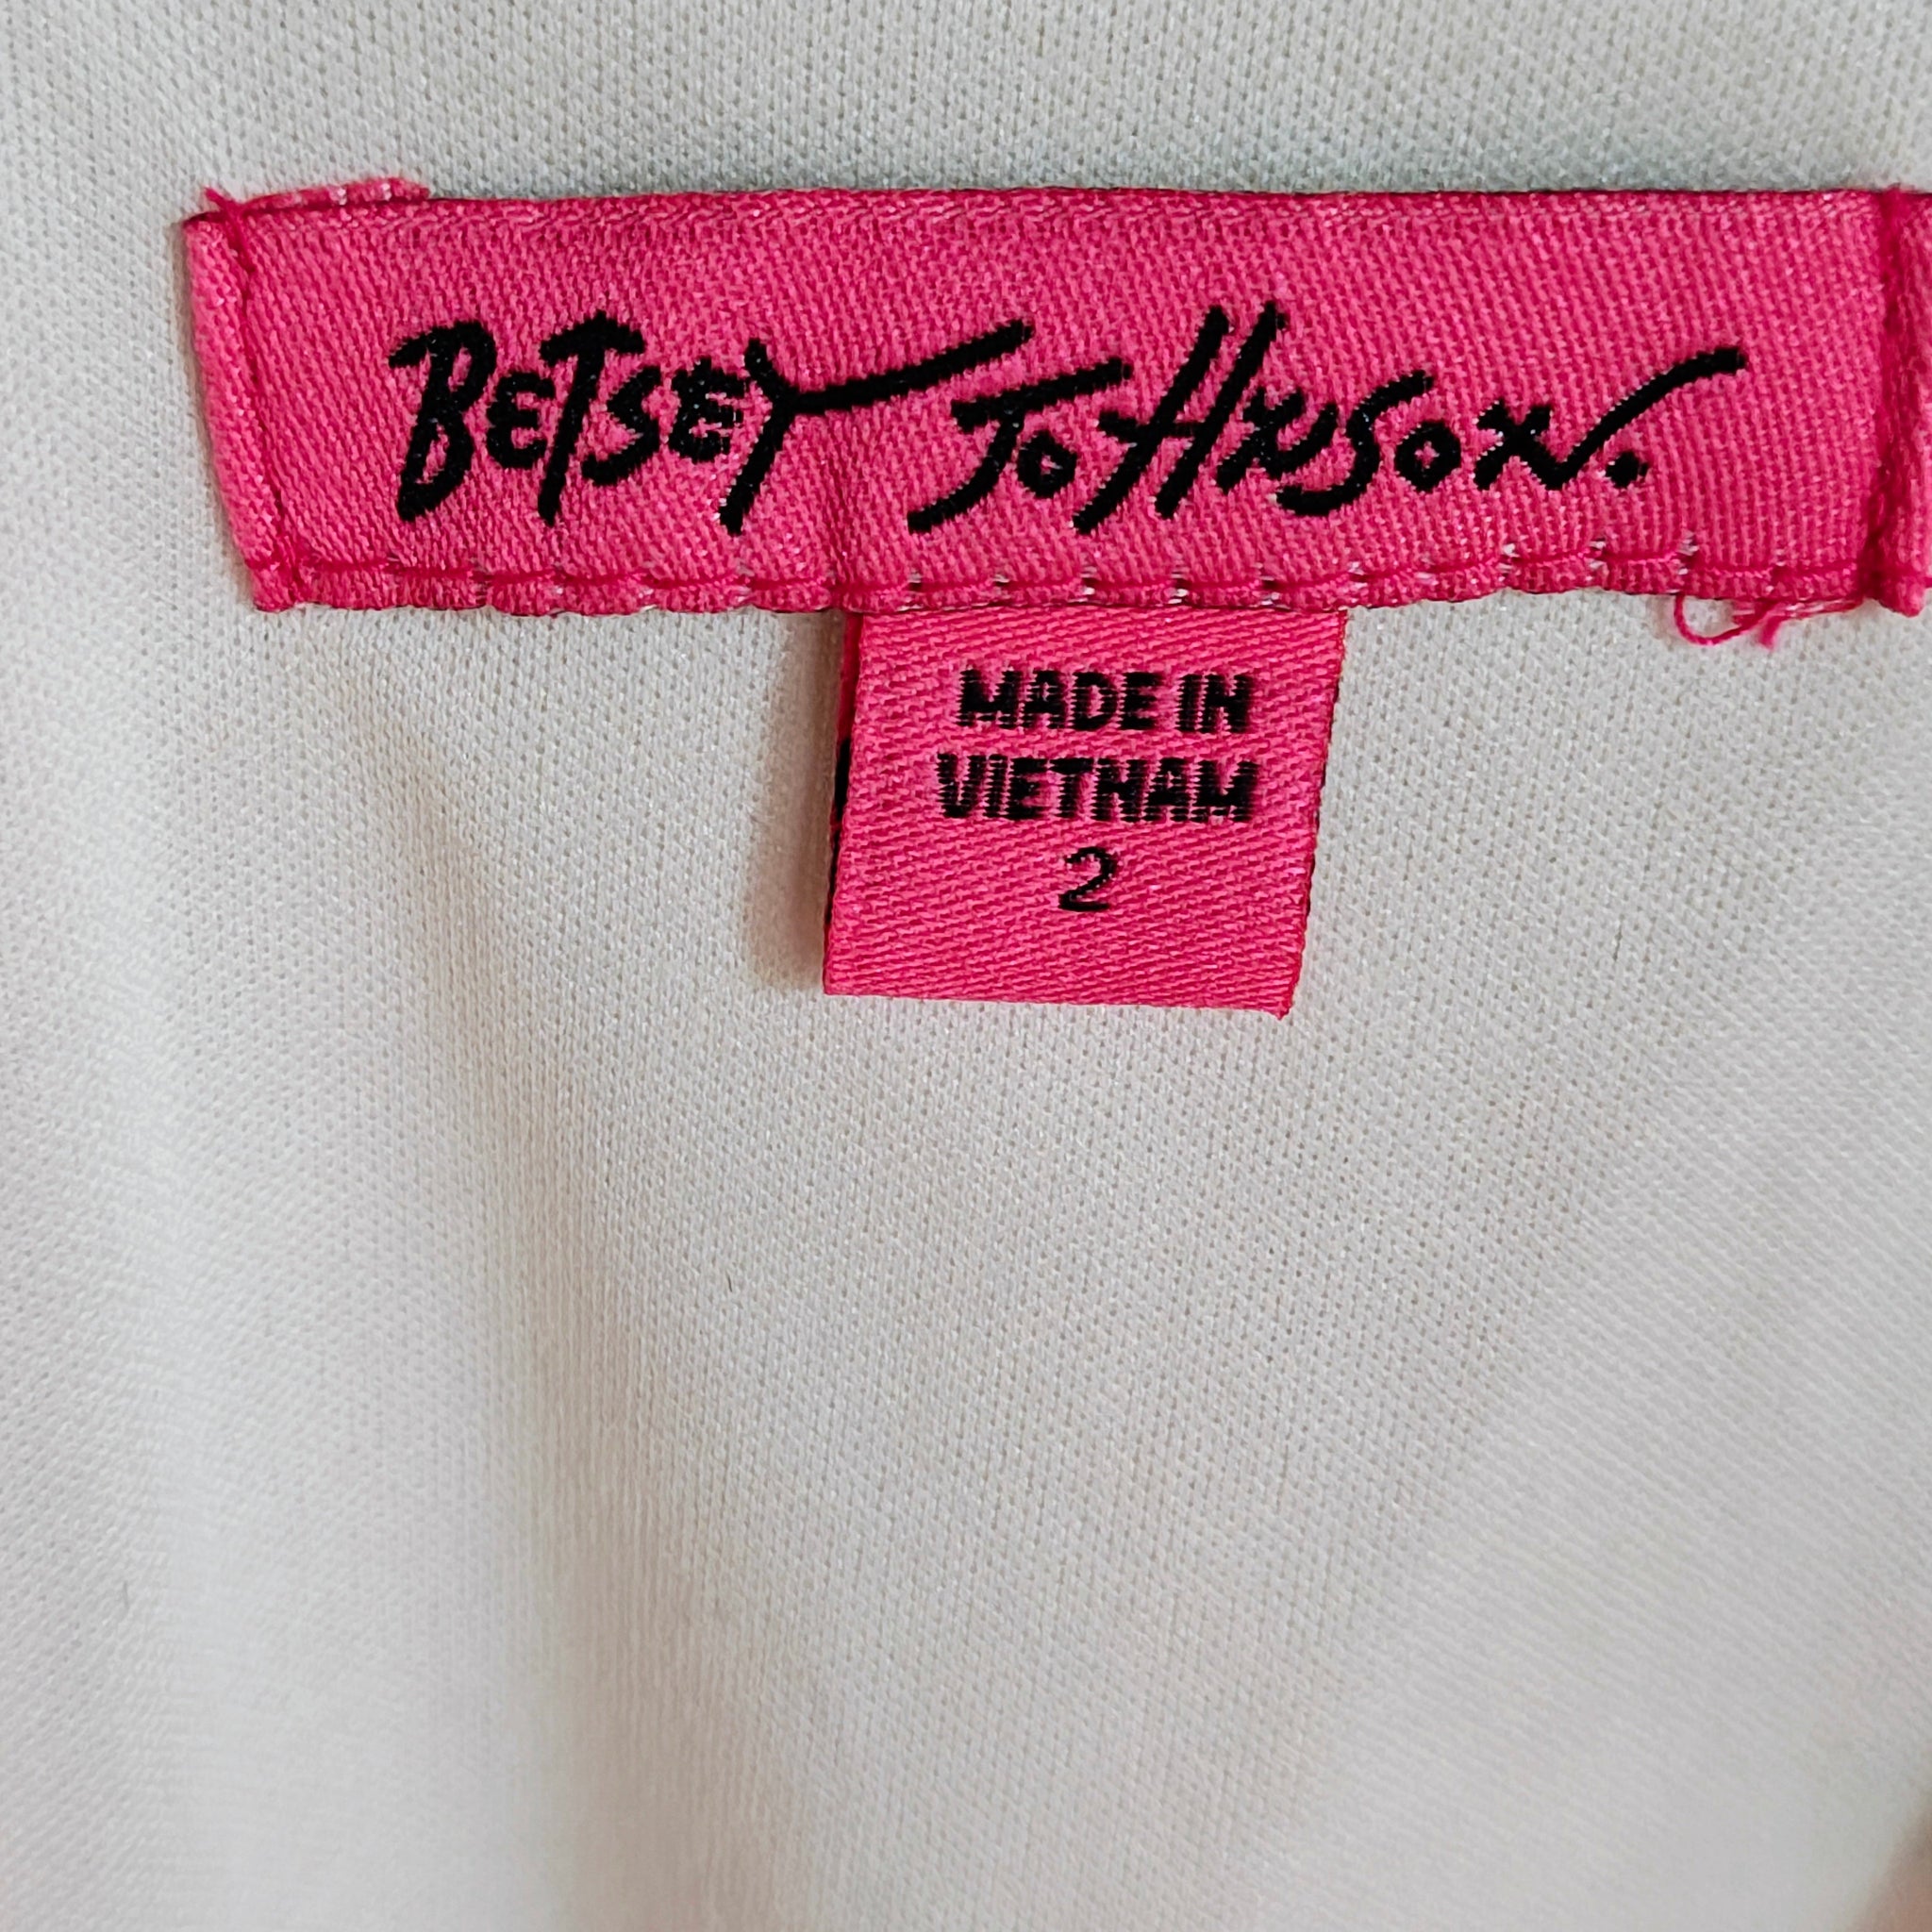 BETSEY JOHNSON.
MADE IN
VIETNAM
2